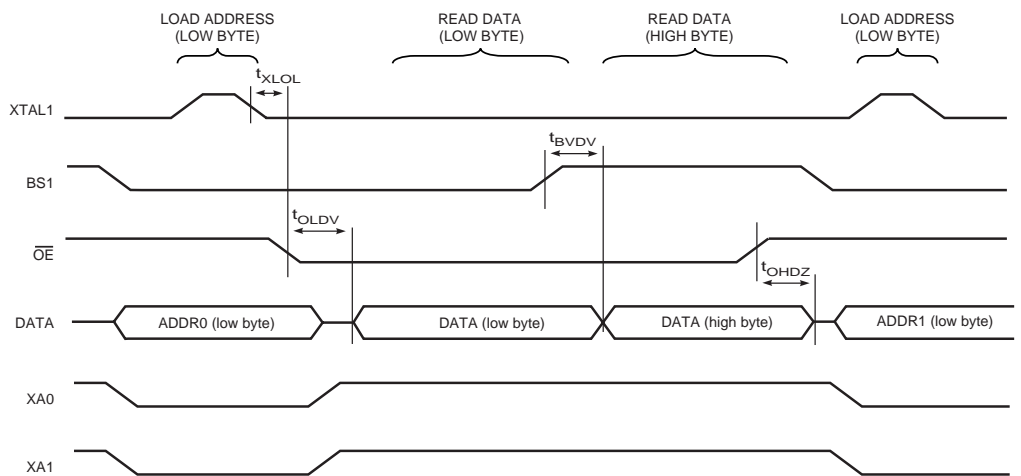 LOAD ADDRESS
(LOW BYTE)
READ DATA
(LOW BYTE)
READ DATA
(HIGH BYTE)
LOAD ADDRESS
(LOW BYTE)
tXLOL
XTAL1
tBVDV
BS1
tOLDV
OE
tOHDZ
DATA
ADDR0 (low byte)
DATA (low byte)
DATA (high byte)
ADDR1 (low byte)
XA0
XA1